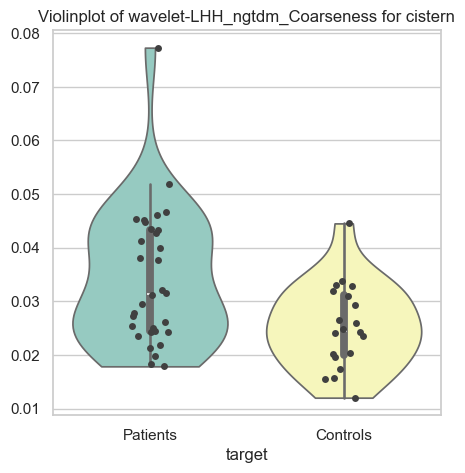 Violinplot of wavelet-LHH_ngtdm_Coarseness for cistern
0.08
0.07
0.06
0.05
0.04
0.03
0.02
0.01
Patients Controls
target